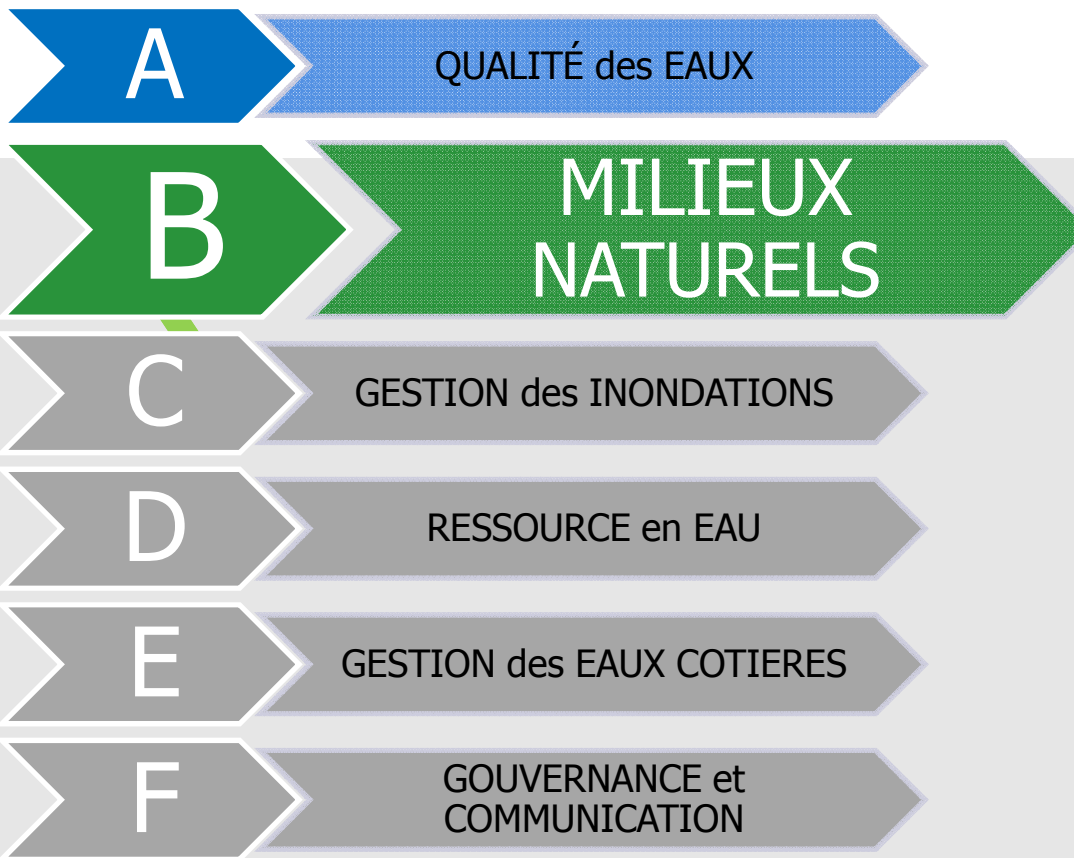 A
QUALITÉ des EAUX
B
MILIEUX
NATURELS
C
GESTION des INONDATIONS
D
RESSOURCE en EAU
E
GESTION des EAUX COTIERES
F
GOUVERNANCE et
COMMUNICATION